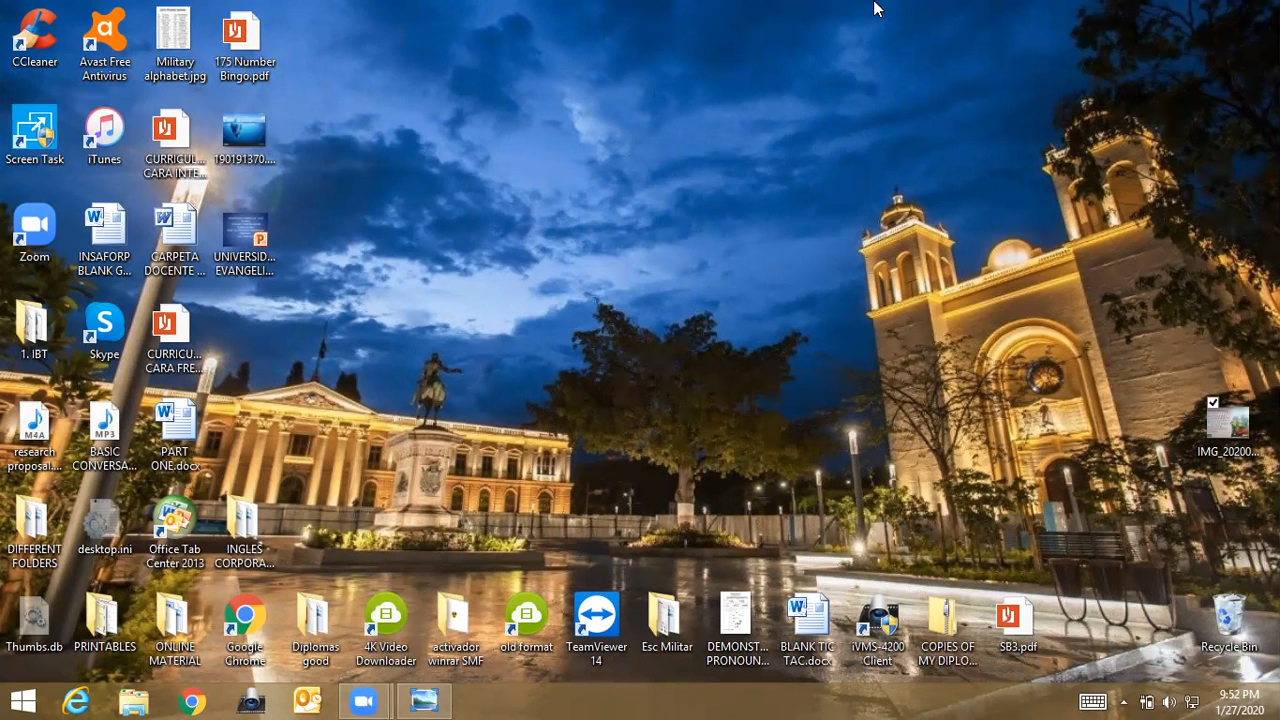 CCleaner
Avast Free
Antivirus
Military
alphabet.jpg
175 Number
Bingo.pdf
Screen Task
iTunes
CURRICUL...
CARA INTE...
190191370....
Zoom
INSAFORP
BLANK G...
CARPETA
DOCENTE ...
UNIVERSID...
EVANGELI...
1. IBT
Skype
CURRICU...
CARA FRE...
M4A
research
proposal....
MP3
BASIC
CONVERSA...
PART
ONE.docx
IMG_20200...
DIFFERENT
FOLDERS
desktop.ini
Office Tab
Center 2013
INGLES
CORPORA...
Thumbs.db
PRINTABLES
ONLINE
MATERIAL
Google
Chrome
Diplomas
good
4K Video
Downloader
activador
winrar SMF
old format
TeamViewer
14
Esc Militar
DEMONST...
PRONOUN...
BLANK TIC
TAC.docx
iVMS-4200
Client
COPIES OF
MY DIPLO...
SB3.pdf
Recycle Bin
9:52 PM
1/27/2020